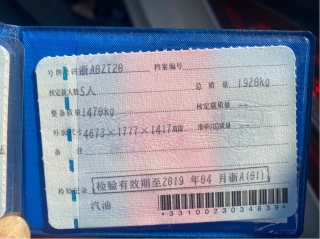 号牌号码 浙A0Z7Z0 档案编号
核定载人数 5人 总质量 1920kg
整备质量 1470kg 核定载质量 --
外廓尺寸 4673×1777×1417mm 准牵引总质量 --
备注
检验记录 检验有效期至2019年04月浙A(01)
汽油
*3310023034839*